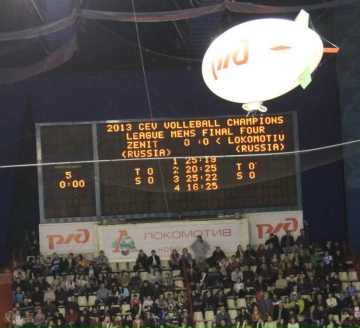 РЖД
2013 CEV VOLLEYBALL CHAMPIONS
LEAGUE MENS FINAL FOUR
ZENIT 0 :0 < LOKOMOTIV
(RUSSIA) (RUSSIA)
1 25:19
5 T 0 2 20:25 T 0
0:00 S 0 3 25:22 S 0
4 16:25
РЖД ЛОКОМОТИВ РЖД